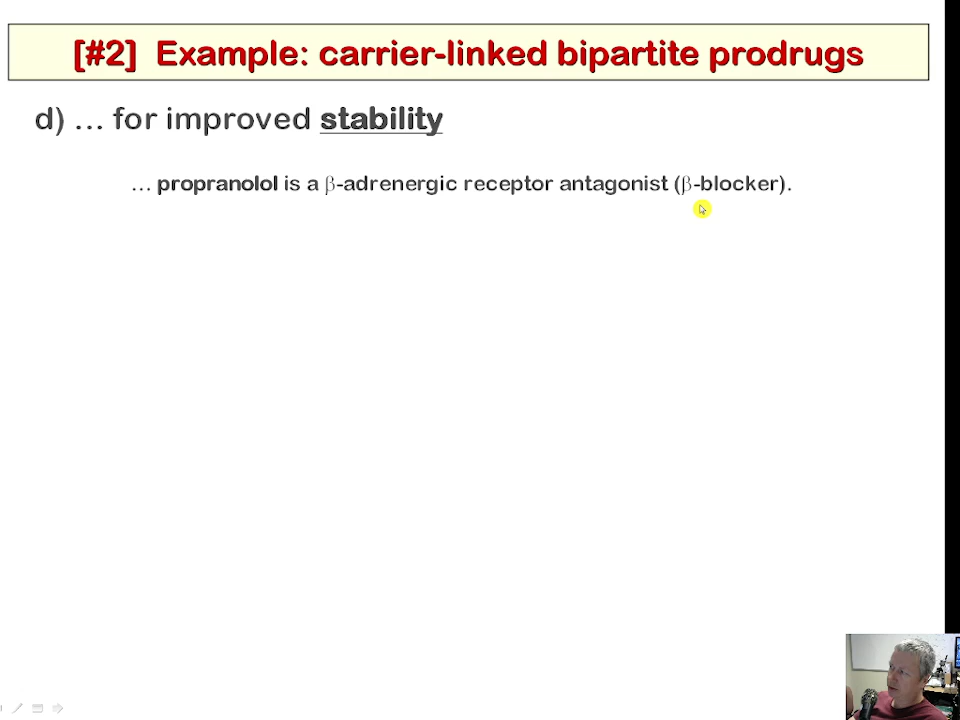 [#2] Example: carrier-linked bipartite prodrugs
d) … for improved stability
… propranolol is a β-adrenergic receptor antagonist (β-blocker).